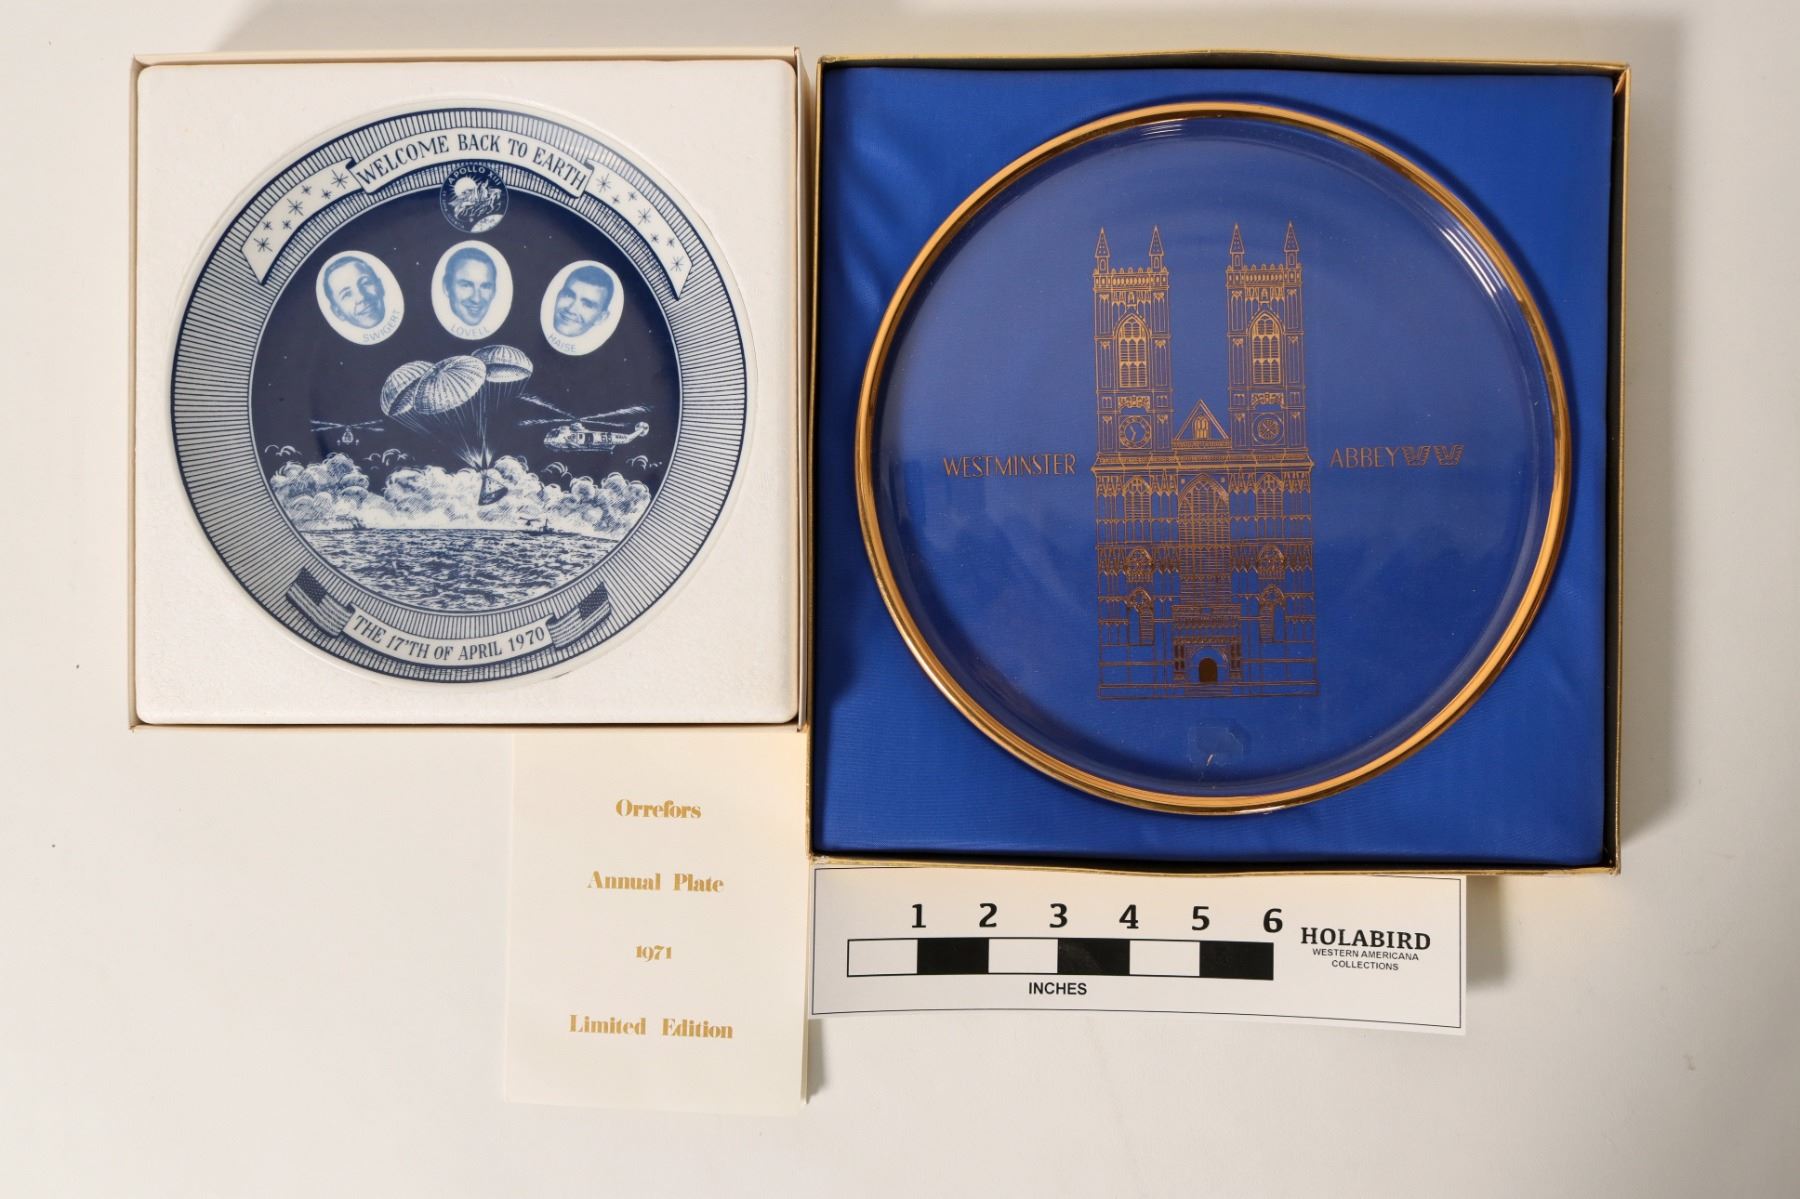 WELCOME BACK TO EARTH
APOLLO XIII
SWIGERT
LOVELL
HAISE
THE 17'TH OF APRIL 1970
WESTMINSTER ABBEY
Orrefors
Annual Plate
1971
Limited Edition
1 2 3 4 5 6
INCHES
HOLABIRD
WESTERN AMERICANA
COLLECTIONS